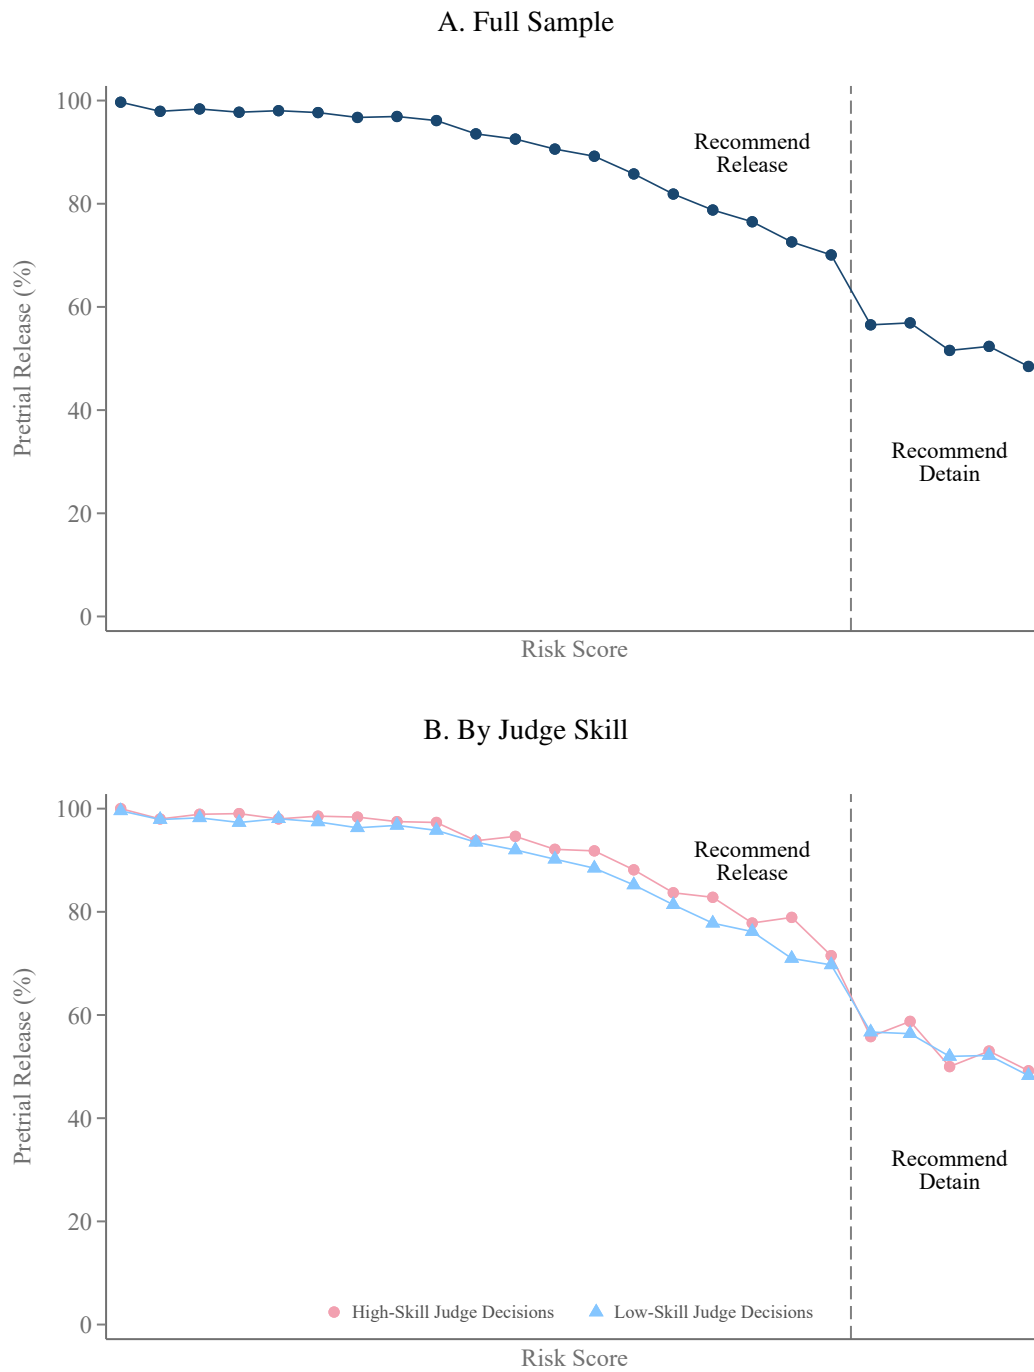 A. Full Sample
100
80
60
40
20
0
Pretrial Release (%)
Recommend
Release
Recommend
Detain
Risk Score
B. By Judge Skill
100
80
60
40
20
0
Pretrial Release (%)
Recommend
Release
Recommend
Detain
High-Skill Judge Decisions
Low-Skill Judge Decisions
Risk Score